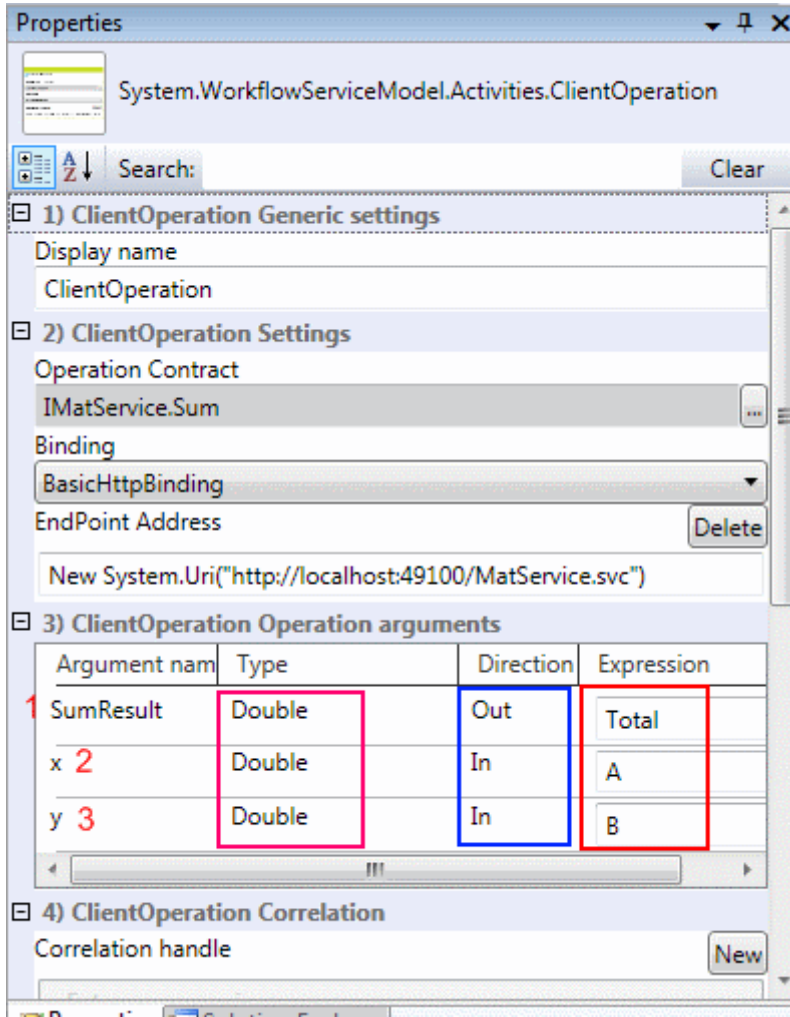 Properties
System.WorkflowServiceModel.Activities.ClientOperation
A Z Search: Clear
1) ClientOperation Generic settings
Display name
ClientOperation
2) ClientOperation Settings
Operation Contract
IMatService.Sum
...
Binding
BasicHttpBinding
EndPoint Address Delete
New System.Uri("http://localhost:49100/MatService.svc")
3) ClientOperation Operation arguments
Argument nam Type Direction Expression
1 SumResult Double Out Total
x 2 Double In A
y 3 Double In B
4) ClientOperation Correlation
Correlation handle New